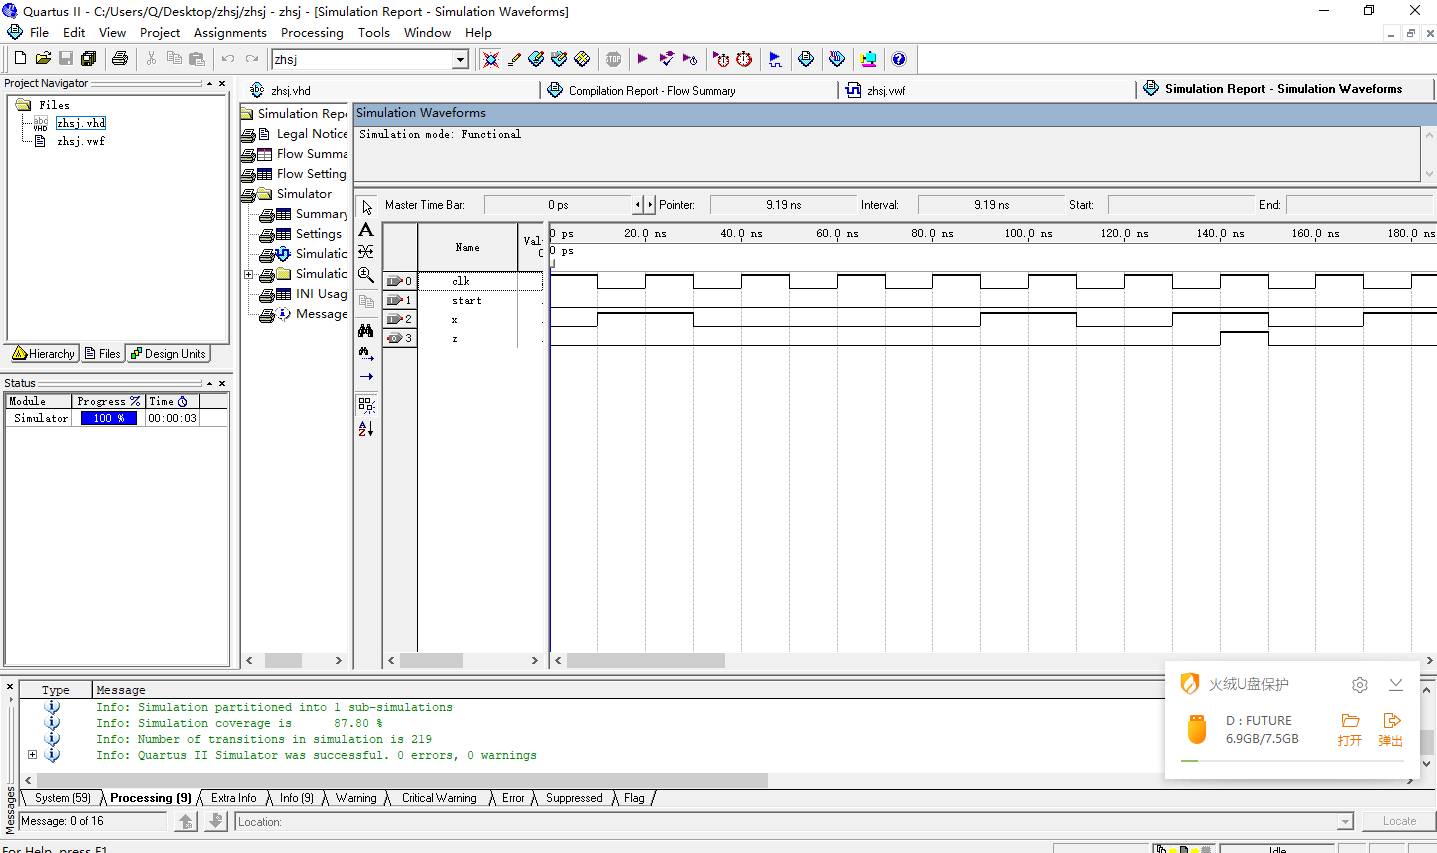 Quartus II - C:/Users/Q/Desktop/zhsj/zhsj - zhsj - [Simulation Report - Simulation Waveforms]
File Edit View Project Assignments Processing Tools Window Help
zhsj
Project Navigator
Files
abc
VHD
zhsj.vhd
zhsj.vwf
Hierarchy Files Design Units
Status
Module Progress % Time
Simulator 100 % 00:00:03
zhsj.vhd
Compilation Report - Flow Summary
zhsj.vwf
Simulation Report - Simulation Waveforms
Simulation Repo
Legal Notice
Flow Summa
Flow Setting
Simulator
Summary
Settings
Simulatio
Simulatio
INI Usag
Message
Simulation Waveforms
Simulation mode: Functional
Master Time Bar: 0 ps Pointer: 9.19 ns Interval: 9.19 ns Start: End:
Name
Val
0 ps 20.0 ns 40.0 ns 60.0 ns 80.0 ns 100.0 ns 120.0 ns 140.0 ns 160.0 ns 180.0 ns
0 ps
0 clk
1 start
2 x
3 z
火绒U盘保护
D : FUTURE
6.9GB/7.5GB
打开 弹出
Type Message
Info: Simulation partitioned into 1 sub-simulations
Info: Simulation coverage is 87.80 %
Info: Number of transitions in simulation is 219
Info: Quartus II Simulator was successful. 0 errors, 0 warnings
System (59) Processing (9) Extra Info Info (9) Warning Critical Warning Error Suppressed Flag
Messages
Message: 0 of 16
Location:
Locate
For Help, press F1
Idle